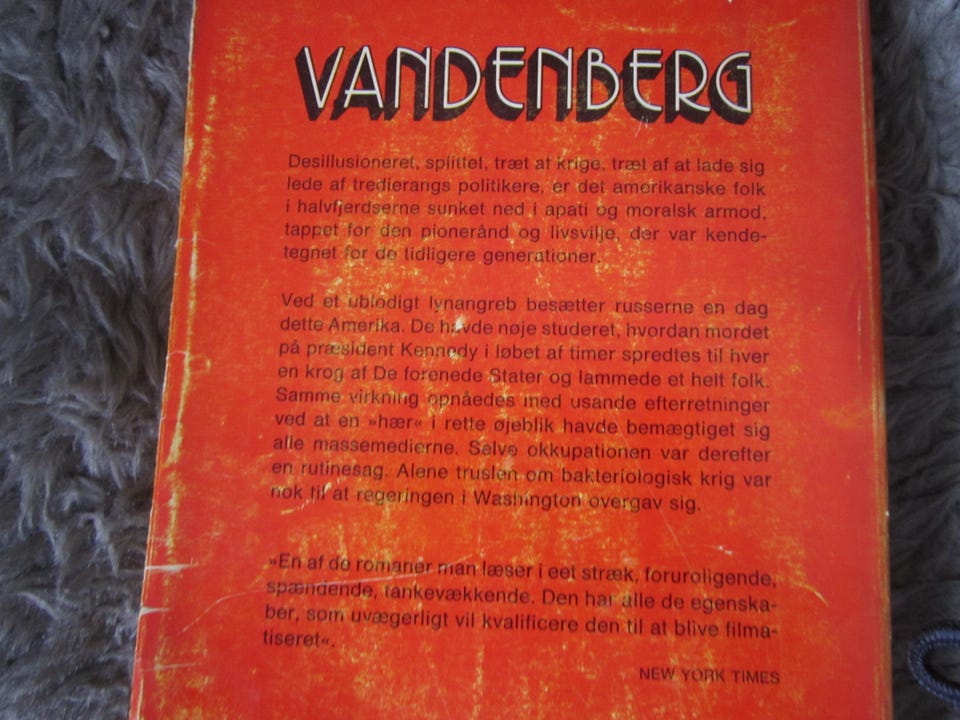 VANDENBERG
Desillusioneret, splittet, træt af krige, træt af at lade sig
lede af tredierangs politikere, er det amerikanske folk
i halvfjerdserne sunket ned i apati og moralsk armod,
tappet for den pionerånd og livsvilje, der var kende-
tegnet for de tidligere generationer.
Ved et ublodigt lynangreb besætter russerne en dag
dette Amerika. De havde nøje studeret, hvordan mordet
på præsident Kennedy i løbet af timer spredtes til hver
en krog af De forenede Stater og lammede et helt folk.
Samme virkning opnåedes med usande efterretninger
ved at en »hær« i rette øjeblik havde bemægtiget sig
alle massemedierne. Selve okkupationen var derefter
en rutinesag. Alene truslen om bakteriologisk krig var
nok til at regeringen i Washington overgav sig.
»En af de romaner man læser i eet stræk, foruroligende,
spændende, tankevækkende. Den har alle de egenska-
ber, som uvægerligt vil kvalificere den til at blive filma-
tiseret«.
NEW YORK TIMES